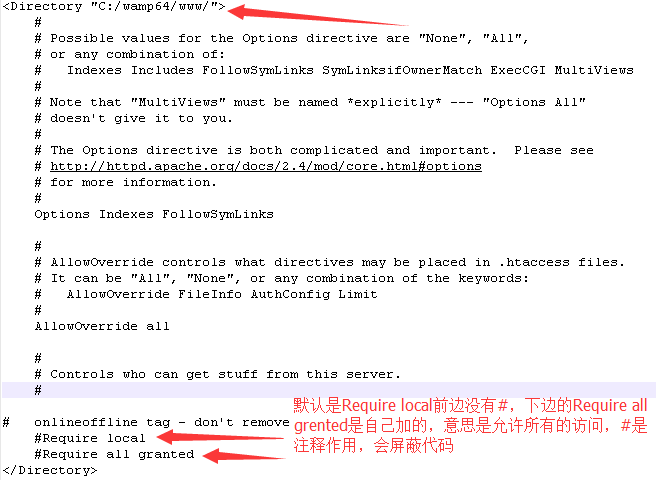 <Directory "C:/wamp64/www/">
#
# Possible values for the Options directive are "None", "All",
# or any combination of:
#   Indexes Includes FollowSymLinks SymLinksifOwnerMatch ExecCGI MultiViews
#
# Note that "MultiViews" must be named *explicitly* --- "Options All"
# doesn't give it to you.
#
# The Options directive is both complicated and important.  Please see
# http://httpd.apache.org/docs/2.4/mod/core.html#options
# for more information.
#
Options Indexes FollowSymLinks
#
# AllowOverride controls what directives may be placed in .htaccess files.
# It can be "All", "None", or any combination of the keywords:
#   AllowOverride FileInfo AuthConfig Limit
#
AllowOverride all
#
# Controls who can get stuff from this server.
#
#   onlineoffline tag - don't remove
#Require local
#Require all granted
</Directory>
默认是Require local前边没有#，下边的Require all
grented是自己加的，意思是允许所有的访问，#是
注释作用，会屏蔽代码